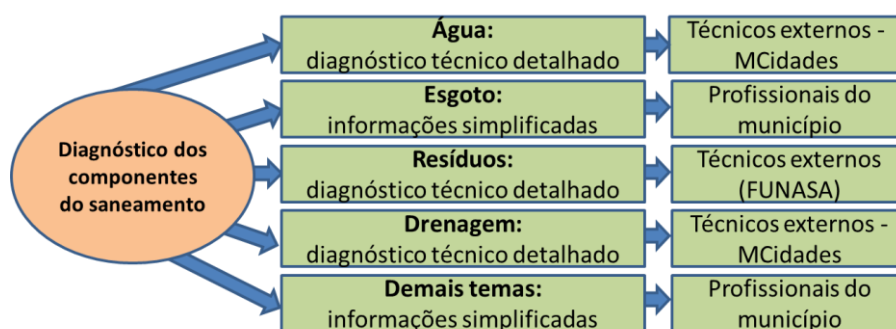 Diagnóstico dos
componentes
do saneamento
Água:
diagnóstico técnico detalhado
Técnicos externos -
MCidades
Esgoto:
informações simplificadas
Profissionais do
município
Resíduos:
diagnóstico técnico detalhado
Técnicos externos
(FUNASA)
Drenagem:
diagnóstico técnico detalhado
Técnicos externos -
MCidades
Demais temas:
informações simplificadas
Profissionais do
município